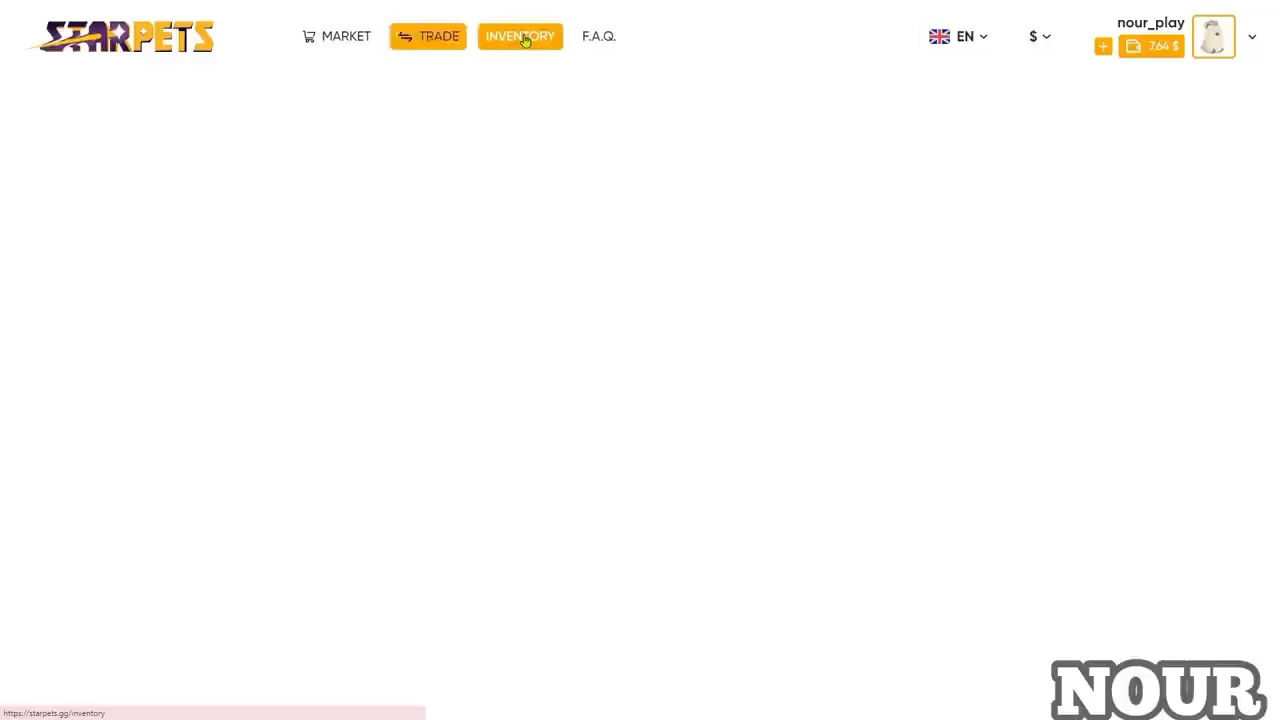 STARPETS
MARKET
TRADE
INVENTORY
F.A.Q.
EN
$
nour_play
+
7.64 $
https://starpets.gg/inventory
NOUR